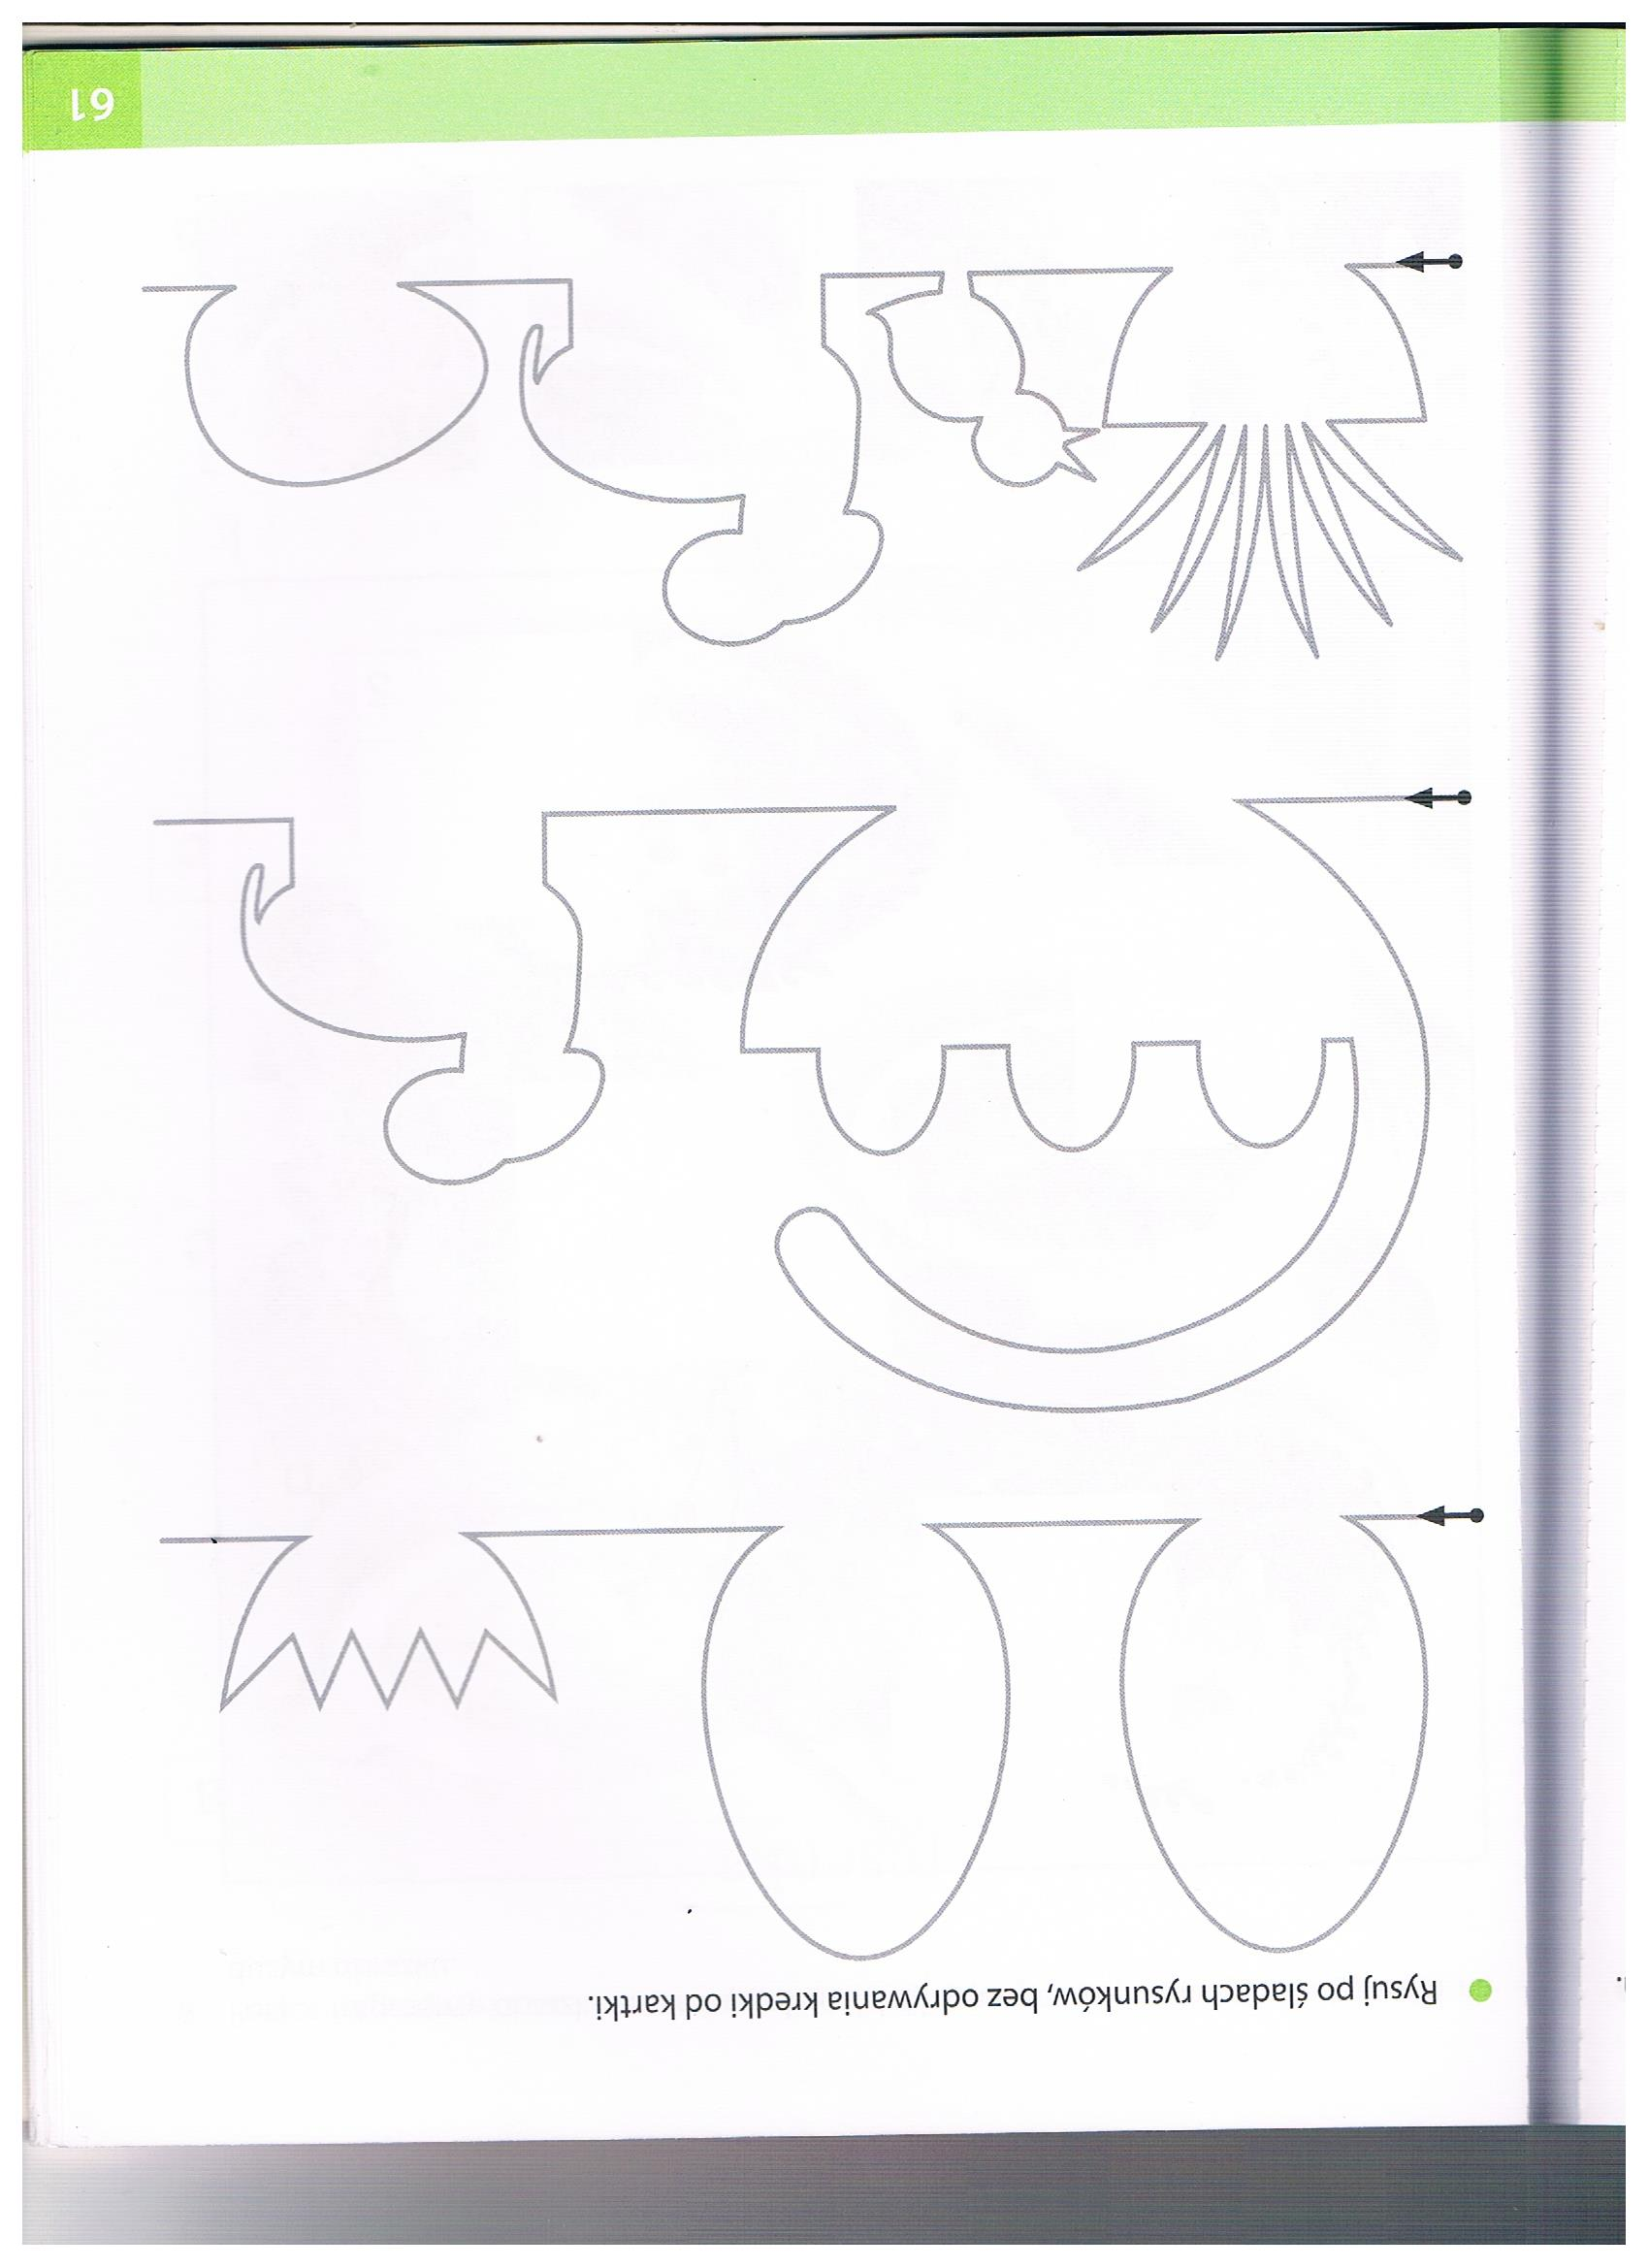 Rysuj po śladach rysunków, bez odrywania kredki od kartki.
61